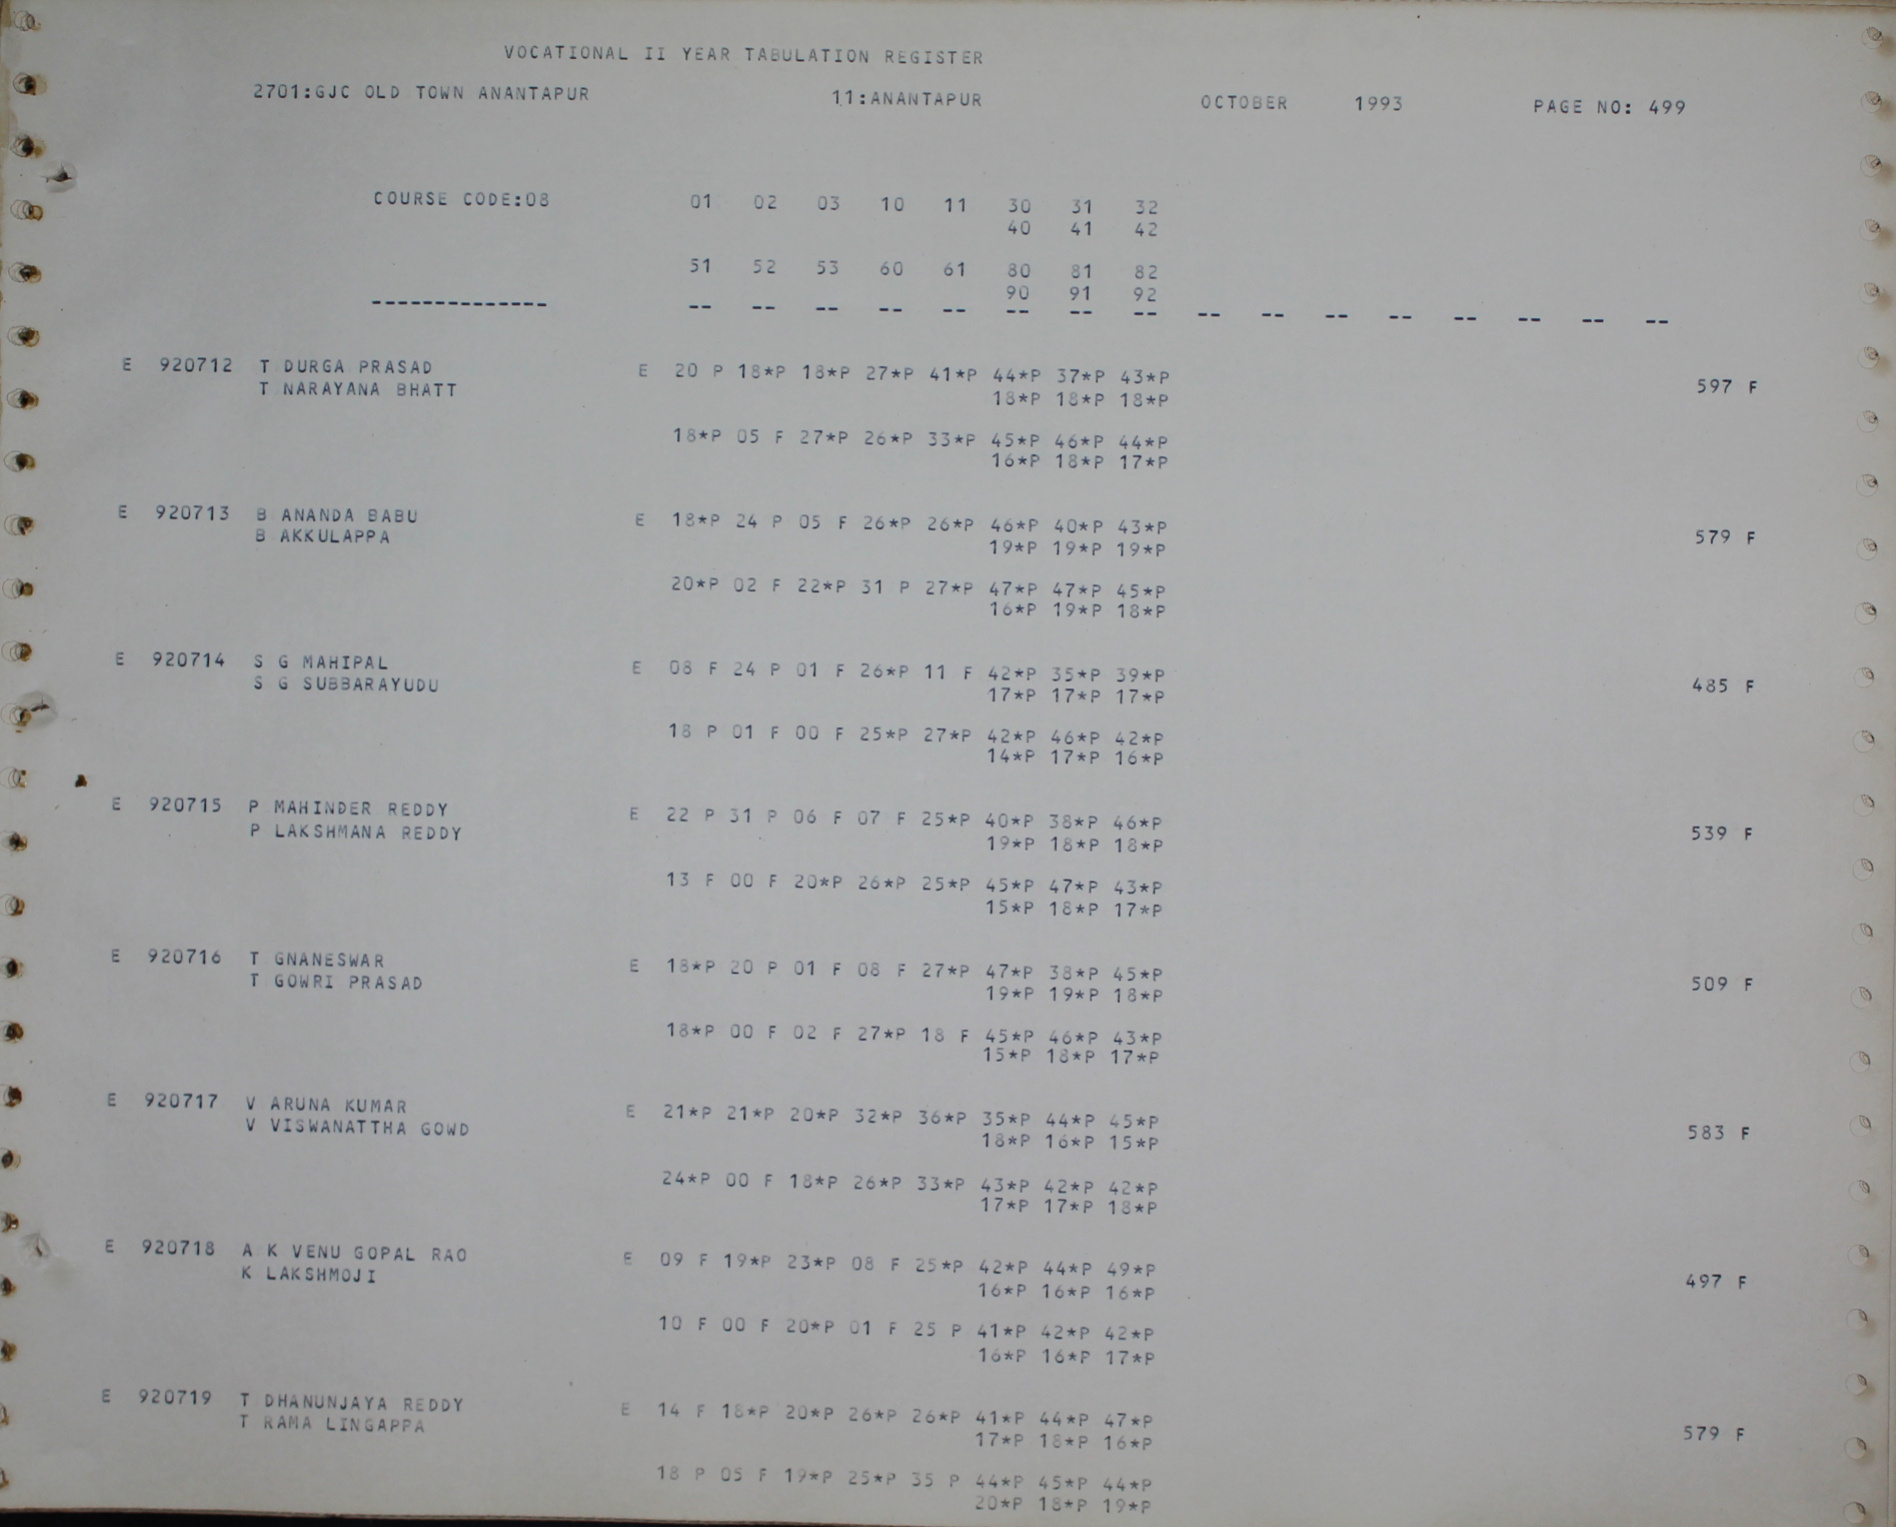 VOCATIONAL II YEAR TABULATION REGISTER
2701:GJC OLD TOWN ANANTAPUR 11:ANANTAPUR OCTOBER 1993 PAGE NO: 499
COURSE CODE:08 01 02 03 10 11 30 31 32
40 41 42
51 52 53 60 61 80 81 82
90 91 92
-------------- -- -- -- -- -- -- -- -- -- -- -- -- -- -- -- --
E 920712 T DURGA PRASAD E 20 P 18*P 18*P 27*P 41*P 44*P 37*P 43*P
T NARAYANA BHATT 18*P 18*P 18*P 597 F
18*P 05 F 27*P 26*P 33*P 45*P 46*P 44*P
16*P 18*P 17*P
E 920713 B ANANDA BABU E 18*P 24 P 05 F 26*P 26*P 46*P 40*P 43*P
B AKKULAPPA 19*P 19*P 19*P 579 F
20*P 02 F 22*P 31 P 27*P 47*P 47*P 45*P
16*P 19*P 18*P
E 920714 S G MAHIPAL E 08 F 24 P 01 F 26*P 11 F 42*P 35*P 39*P
S G SUBBARAYUDU 17*P 17*P 17*P 485 F
18 P 01 F 00 F 25*P 27*P 42*P 46*P 42*P
14*P 17*P 16*P
E 920715 P MAHINDER REDDY E 22 P 31 P 06 F 07 F 25*P 40*P 38*P 46*P
P LAKSHMANA REDDY 19*P 18*P 18*P 539 F
13 F 00 F 20*P 26*P 25*P 45*P 47*P 43*P
15*P 18*P 17*P
E 920716 T GNANESWAR E 18*P 20 P 01 F 08 F 27*P 47*P 38*P 45*P
T GOWRI PRASAD 19*P 19*P 18*P 509 F
18*P 00 F 02 F 27*P 18 F 45*P 46*P 43*P
15*P 18*P 17*P
E 920717 V ARUNA KUMAR E 21*P 21*P 20*P 32*P 36*P 35*P 44*P 45*P
V VISWANATTHA GOWD 18*P 16*P 15*P 583 F
24*P 00 F 18*P 26*P 33*P 43*P 42*P 42*P
17*P 17*P 18*P
E 920718 A K VENU GOPAL RAO E 09 F 19*P 23*P 08 F 25*P 42*P 44*P 49*P
K LAKSHMOJI 16*P 16*P 16*P 497 F
10 F 00 F 20*P 01 F 25 P 41*P 42*P 42*P
16*P 16*P 17*P
E 920719 T DHANUNJAYA REDDY E 14 F 18*P 20*P 26*P 26*P 41*P 44*P 47*P
T RAMA LINGAPPA 17*P 18*P 16*P 579 F
18 P 05 F 19*P 25*P 35 P 44*P 45*P 44*P
20*P 18*P 19*P